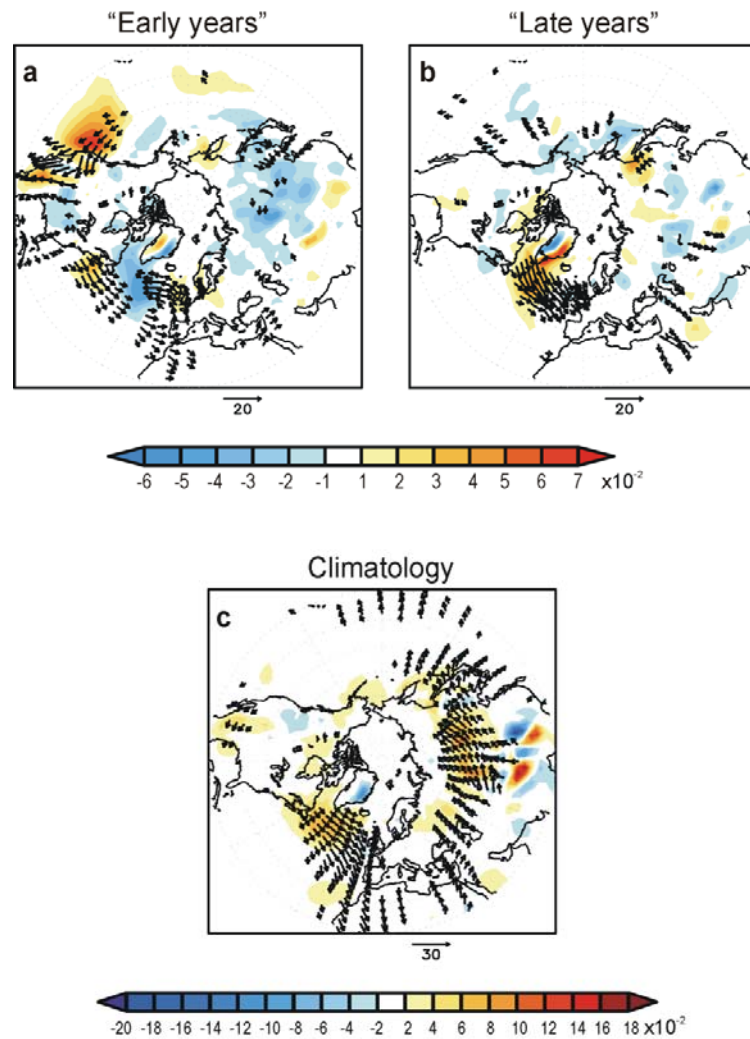 “Early years” “Late years”
a b
20 20
-6 -5 -4 -3 -2 -1 1 2 3 4 5 6 7 x10-2
Climatology
c
30
-20 -18 -16 -14 -12 -10 -8 -6 -4 -2 2 4 6 8 10 12 14 16 18 x10-2